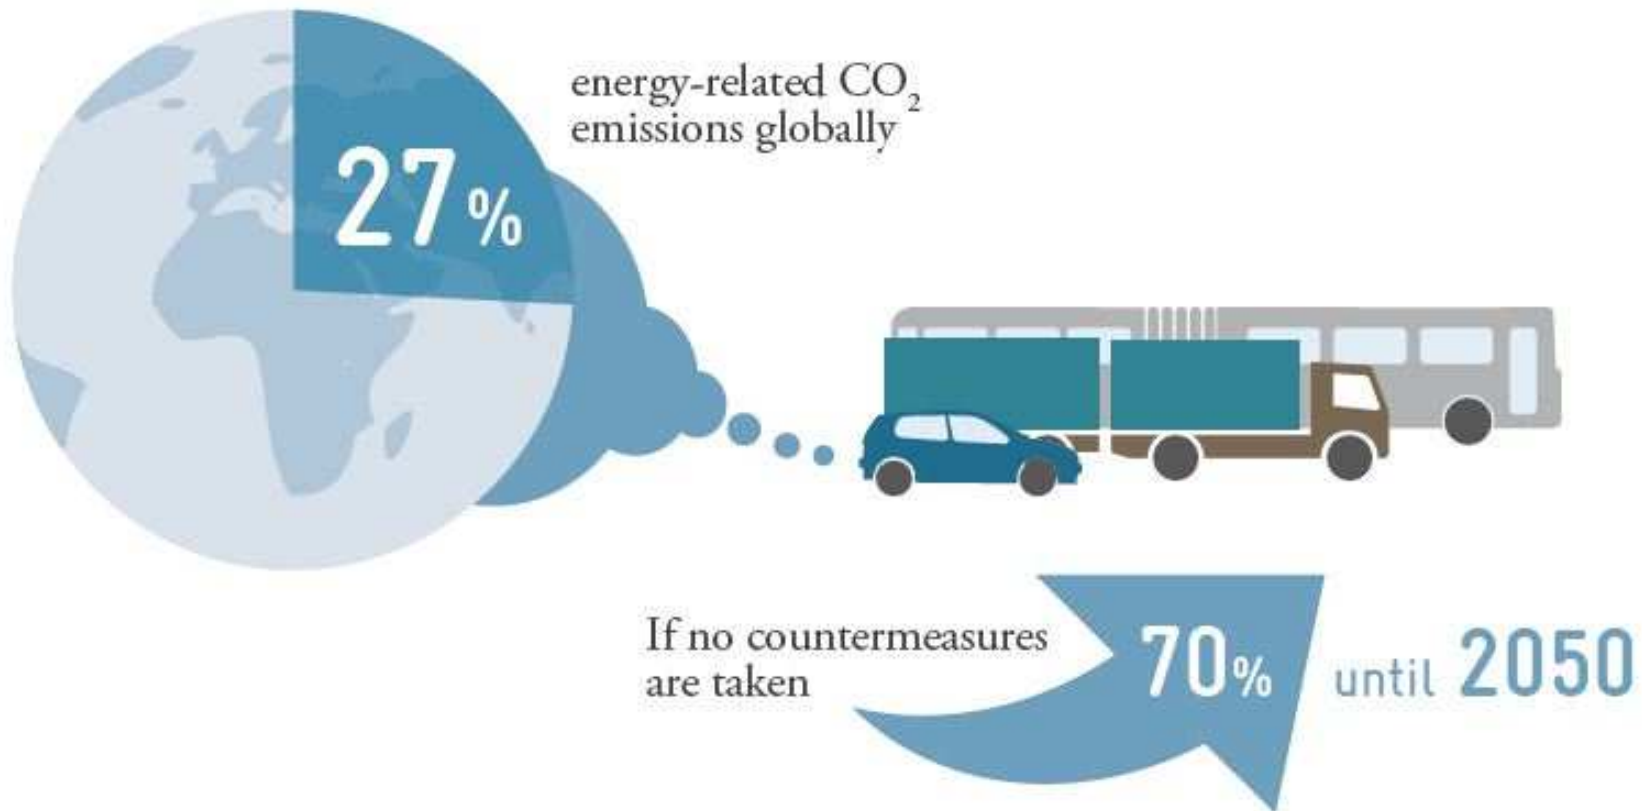 energy-related CO₂
emissions globally
27%
If no countermeasures
are taken
70% until 2050